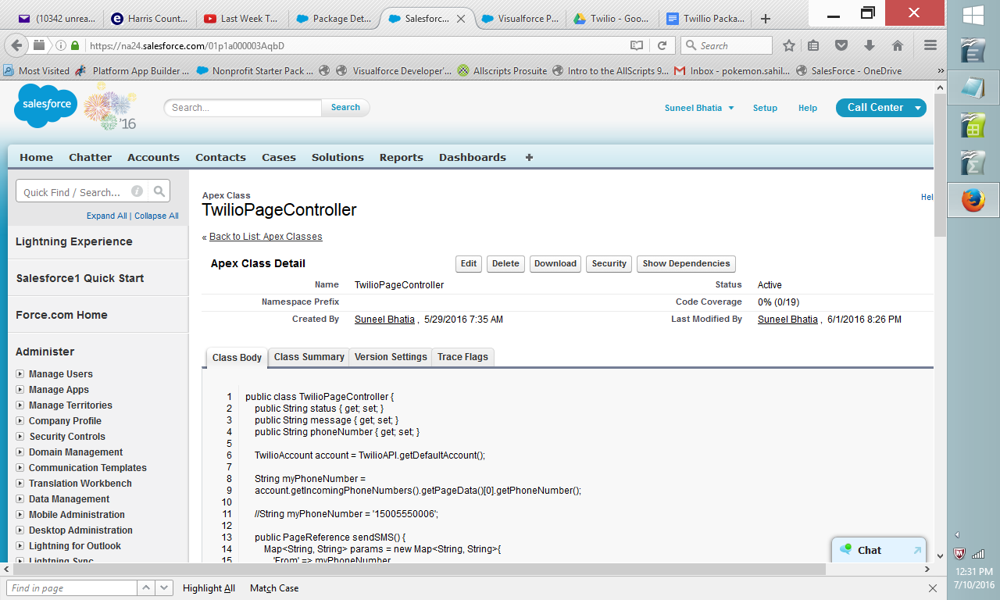 (10342 unrea...
Harris Count...
Last Week T...
Package Det...
Salesforc...
Visualforce P...
Twilio - Goo...
Twillio Packa...
https://na24.salesforce.com/01p1a000003AqbD
Search
Most Visited
Platform App Builder ...
Nonprofit Starter Pack ...
Visualforce Developer'...
Allscripts Prosuite
Intro to the AllScripts 9...
Inbox - pokemon.sahil...
SalesForce - OneDrive
salesforce
'16
Search...
Search
Suneel Bhatia
Setup
Help
Call Center
Home
Chatter
Accounts
Contacts
Cases
Solutions
Reports
Dashboards
+
Quick Find / Search...
Expand All | Collapse All
Lightning Experience
Salesforce1 Quick Start
Force.com Home
Administer
Manage Users
Manage Apps
Manage Territories
Company Profile
Security Controls
Domain Management
Communication Templates
Translation Workbench
Data Management
Mobile Administration
Desktop Administration
Lightning for Outlook
Lightning Sync
Apex Class
TwilioPageController
Hel
« Back to List: Apex Classes
Apex Class Detail
Edit
Delete
Download
Security
Show Dependencies
Name TwilioPageController
Status Active
Namespace Prefix
Code Coverage 0% (0/19)
Created By Suneel Bhatia , 5/29/2016 7:35 AM
Last Modified By Suneel Bhatia , 6/1/2016 8:26 PM
Class Body
Class Summary
Version Settings
Trace Flags
1 public class TwilioPageController {
2 public String status { get; set; }
3 public String message { get; set; }
4 public String phoneNumber { get; set; }
5
6 TwilioAccount account = TwilioAPI.getDefaultAccount();
7
8 String myPhoneNumber =
9 account.getIncomingPhoneNumbers().getPageData()[0].getPhoneNumber();
10
11 //String myPhoneNumber = '15005550006';
12
13 public PageReference sendSMS() {
14 Map<String, String> params = new Map<String, String>{
15 'From' => myPhoneNumber
Chat
Find in page
Highlight All
Match Case
12:31 PM
7/10/2016